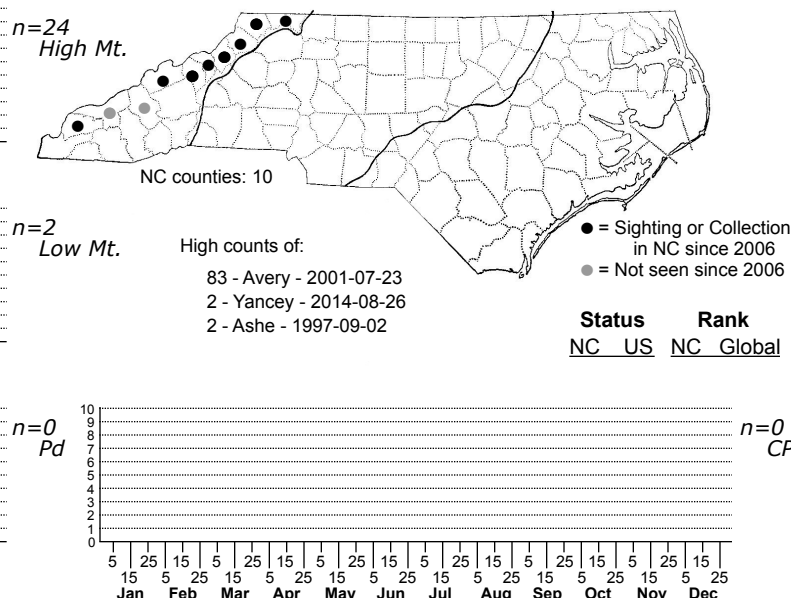 n=24
High Mt.
NC counties: 10
n=2
Low Mt.
High counts of:
83 - Avery - 2001-07-23
2 - Yancey - 2014-08-26
2 - Ashe - 1997-09-02
● = Sighting or Collection
in NC since 2006
● = Not seen since 2006
Status Rank
NC US NC Global
n=0
Pd
10
9
8
7
6
5
4
3
2
1
0
n=0
CP
5 25 15 5 25 15 5 25 15 5 25 15 5 25 15 5 25 15
15 5 25 15 5 25 15 5 25 15 5 25 15 5 25 15 5 25
Jan Feb Mar Apr May Jun Jul Aug Sep Oct Nov Dec